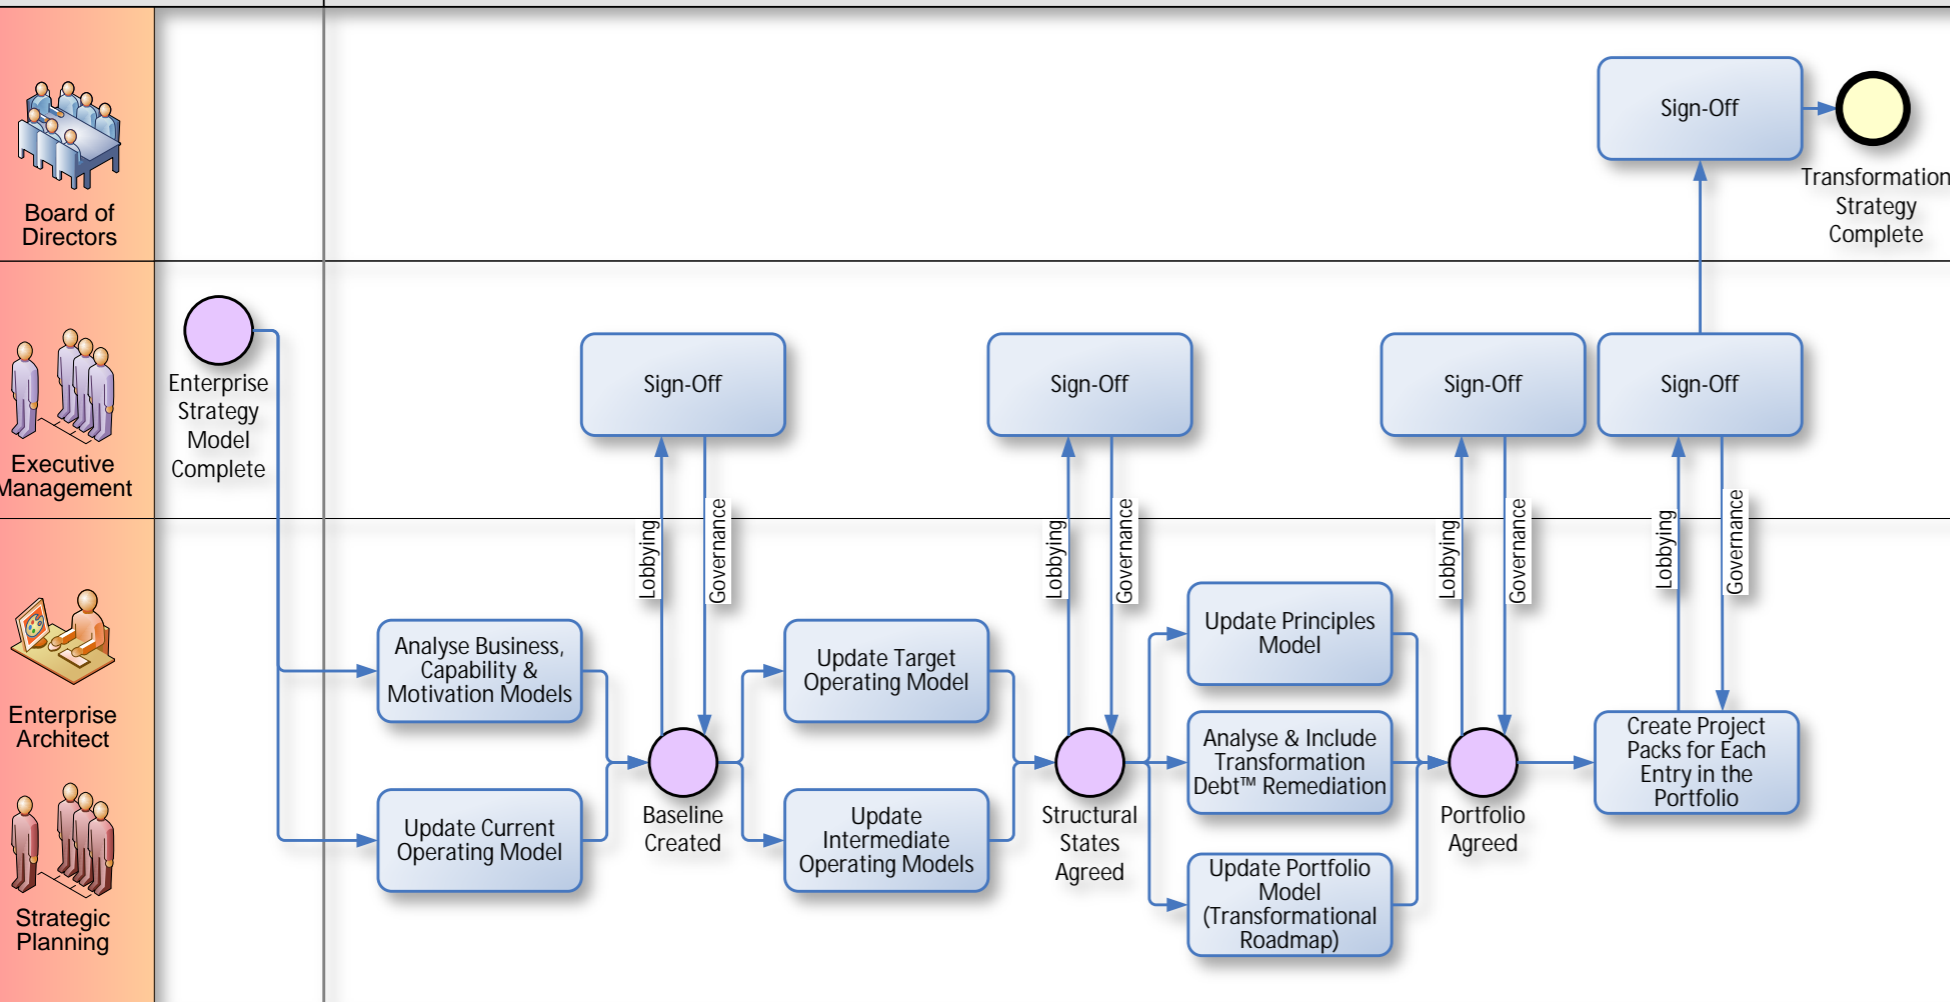 Sign-Off
Transformation
Strategy
Complete
Board of
Directors
Enterprise
Strategy
Model
Complete
Sign-Off
Sign-Off
Sign-Off
Sign-Off
Executive
Management
Lobbying
Governance
Lobbying
Governance
Lobbying
Governance
Lobbying
Governance
Enterprise
Architect
Strategic
Planning
Analyse Business,
Capability &
Motivation Models
Update Current
Operating Model
Baseline
Created
Update Target
Operating Model
Update
Intermediate
Operating Models
Structural
States
Agreed
Update Principles
Model
Analyse & Include
Transformation
Debt™ Remediation
Update Portfolio
Model
(Transformational
Roadmap)
Portfolio
Agreed
Create Project
Packs for Each
Entry in the
Portfolio